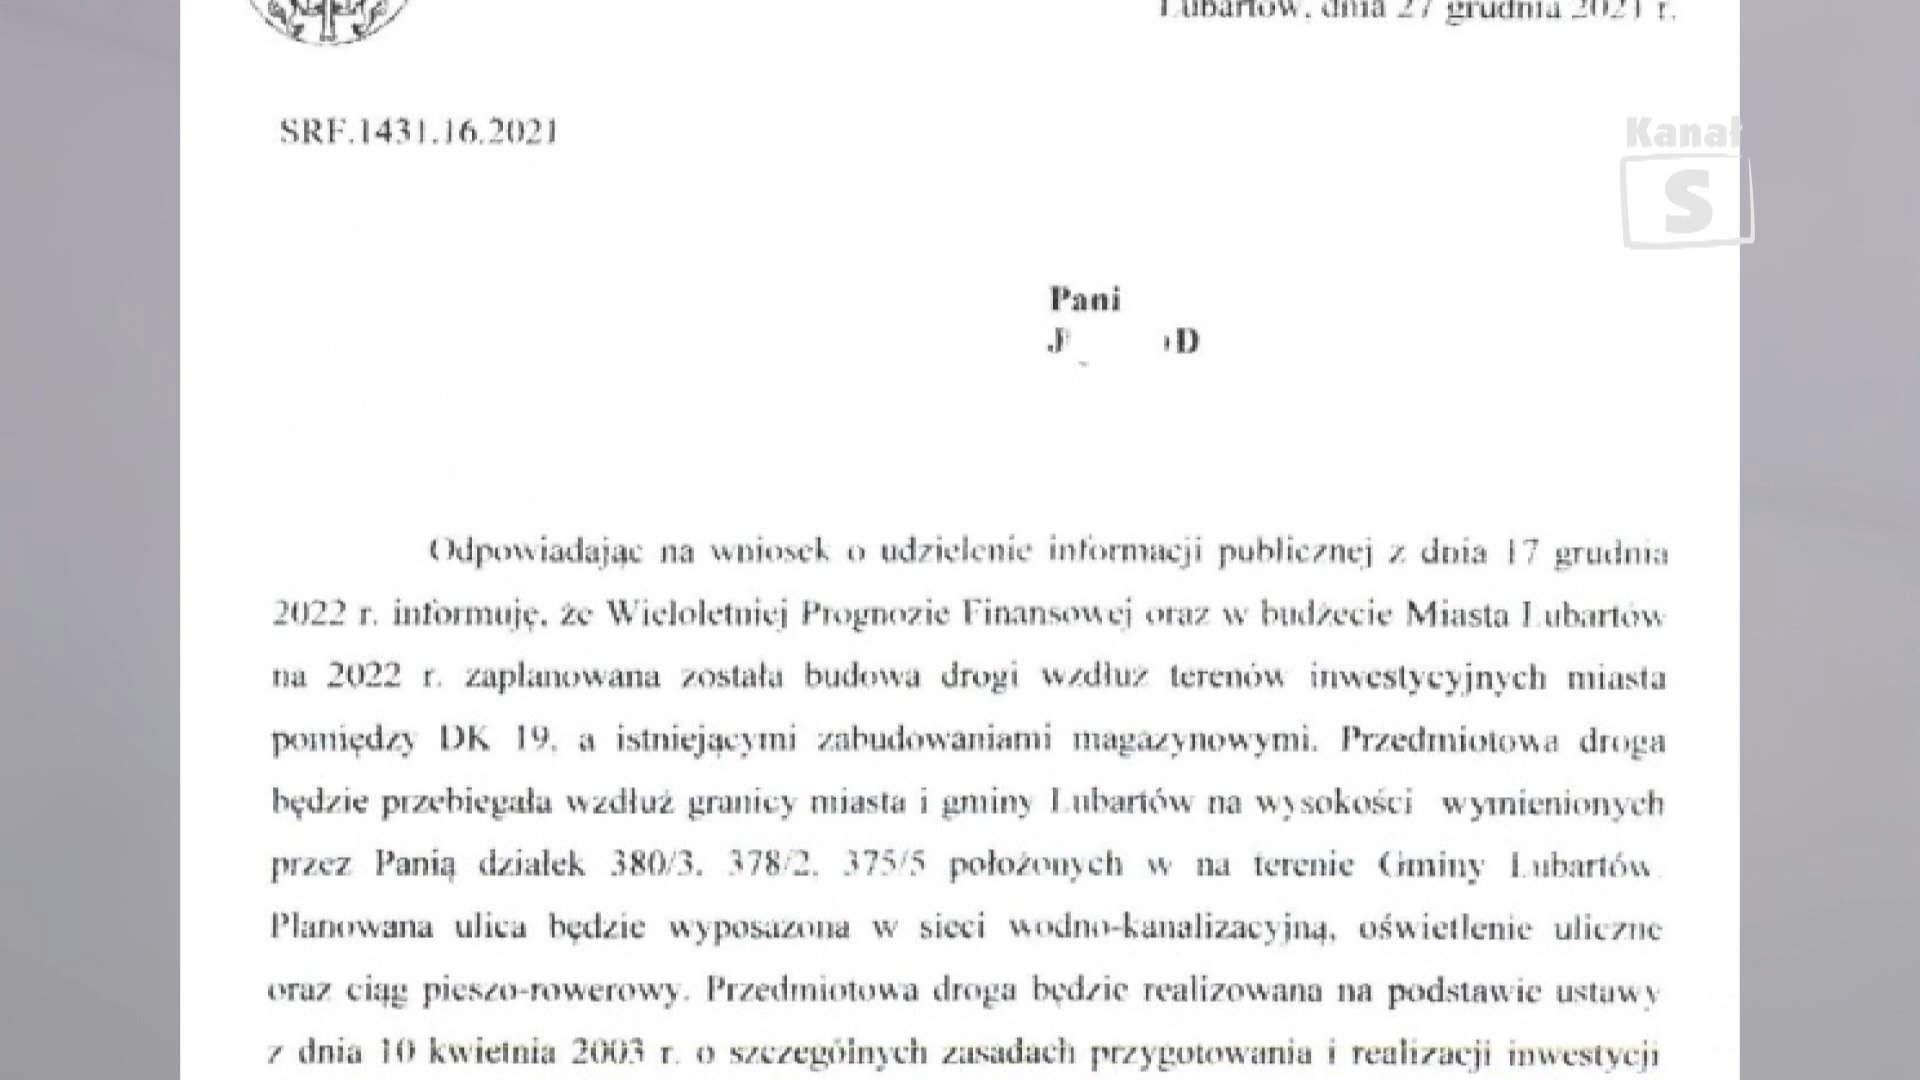 Lubartów, dnia 27 grudnia 2021 r.
SRF.1431.16.2021
Kanał
S
Pani
J D
Odpowiadając na wniosek o udzielenie informacji publicznej z dnia 17 grudnia
2022 r. informuję, że Wieloletniej Prognozie Finansowej oraz w budżecie Miasta Lubartów
na 2022 r. zaplanowana została budowa drogi wzdłuż terenów inwestycyjnych miasta
pomiędzy DK 19, a istniejącymi zabudowaniami magazynowymi. Przedmiotowa droga
będzie przebiegała wzdłuż granicy miasta i gminy Lubartów na wysokości wymienionych
przez Panią działek 380/3, 378/2, 375/5 położonych w na terenie Gminy Lubartów.
Planowana ulica będzie wyposażona w sieci wodno-kanalizacyjną, oświetlenie uliczne
oraz ciąg pieszo-rowerowy. Przedmiotowa droga będzie realizowana na podstawie ustawy
z dnia 10 kwietnia 2003 r. o szczególnych zasadach przygotowania i realizacji inwestycji